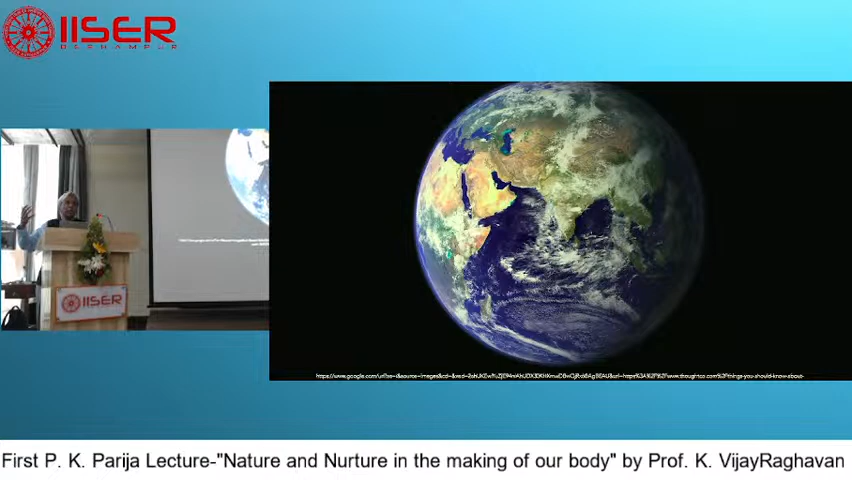 IISER
BERHAMPUR
IISER
First P. K. Parija Lecture-"Nature and Nurture in the making of our body" by Prof. K. VijayRaghavan